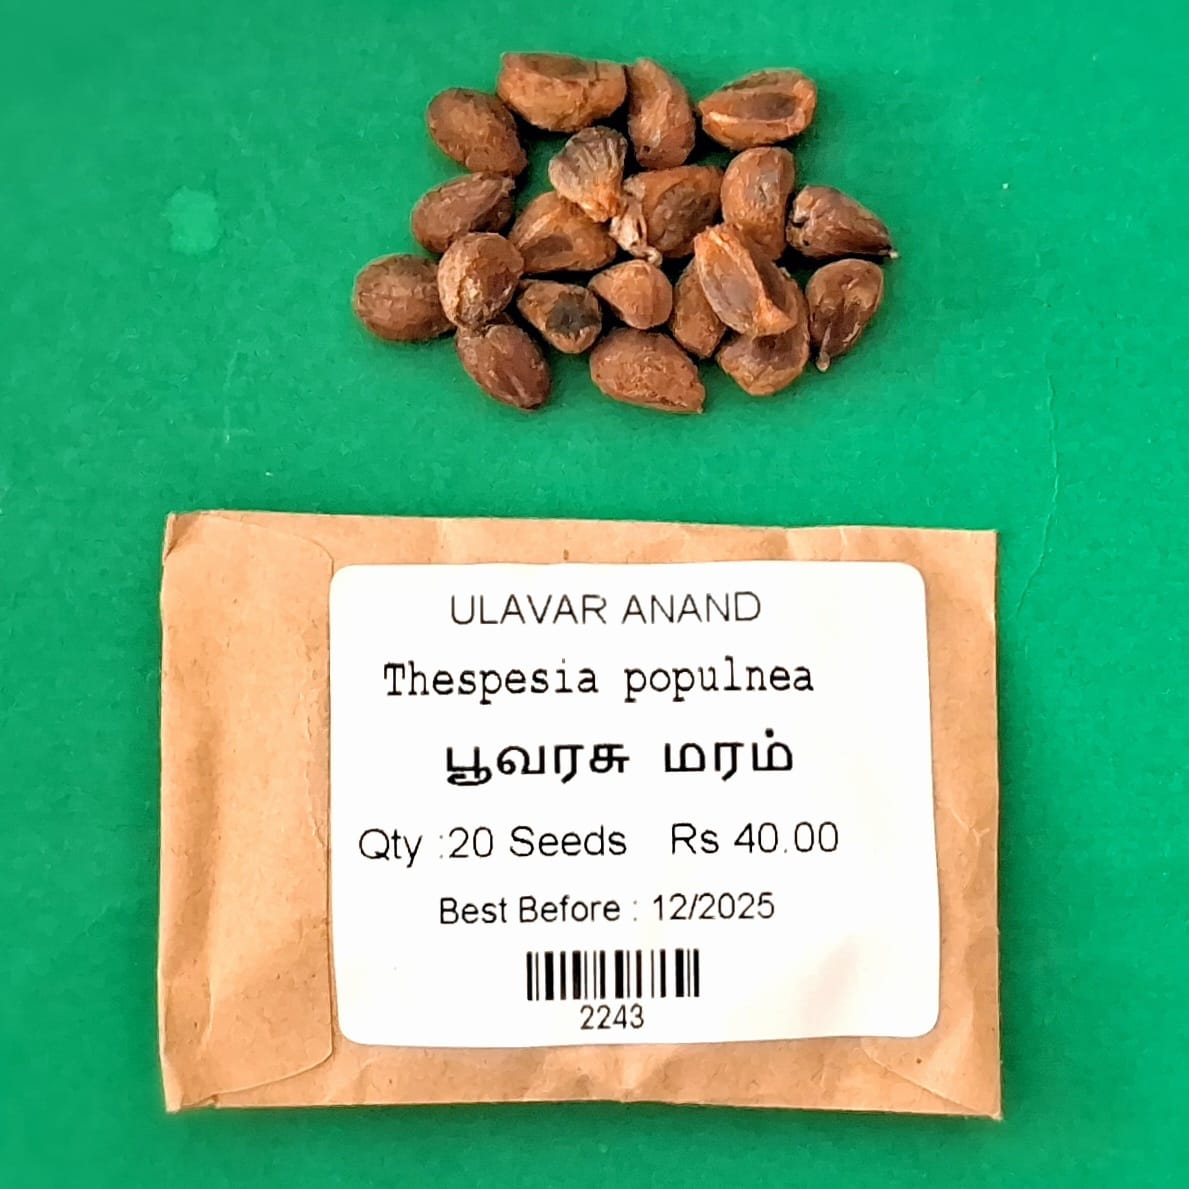 ULAVAR ANAND
Thespesia populnea
பூவரசு மரம்
Qty :20 Seeds Rs 40.00
Best Before : 12/2025
2243